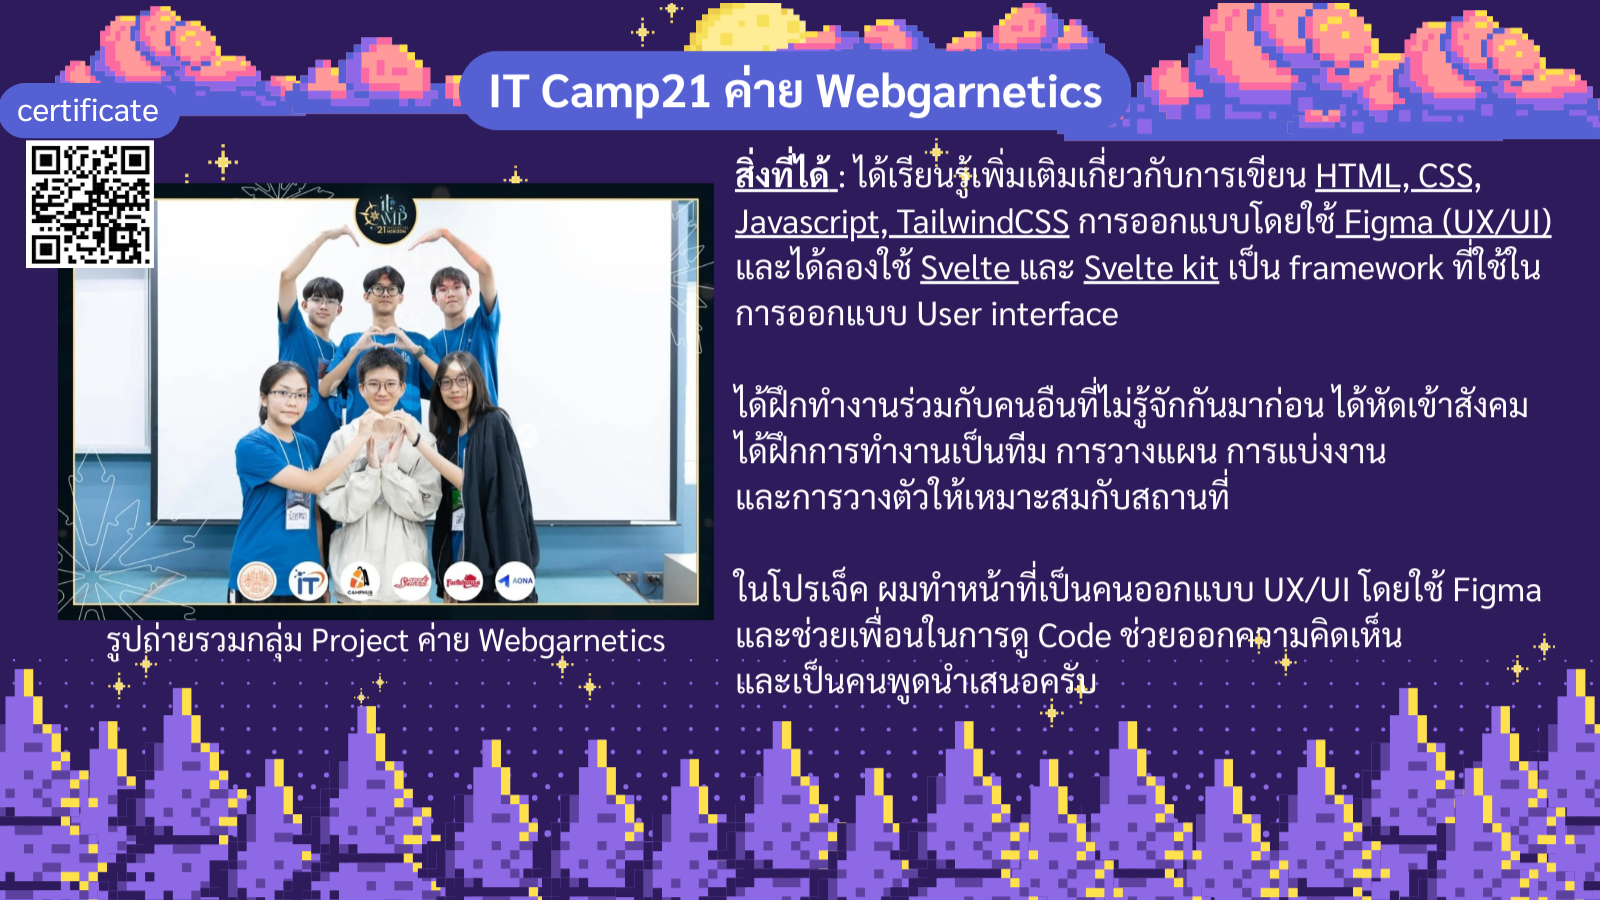 IT Camp21 ค่าย Webgarnetics
certificate
สิ่งที่ได้ : ได้เรียนรู้เพิ่มเติมเกี่ยวกับการเขียน HTML, CSS,
Javascript, TailwindCSS การออกแบบโดยใช้ Figma (UX/UI)
และได้ลองใช้ Svelte และ Svelte kit เป็น framework ที่ใช้ใน
การออกแบบ User interface
ได้ฝึกทำงานร่วมกับคนอืนที่ไม่รู้จักกันมาก่อน ได้หัดเข้าสังคม
ได้ฝึกการทำงานเป็นทีม การวางแผน การแบ่งงาน
และการวางตัวให้เหมาะสมกับสถานที่
ในโปรเจ็ค ผมทำหน้าที่เป็นคนออกแบบ UX/UI โดยใช้ Figma
และช่วยเพื่อนในการดู Code ช่วยออกความคิดเห็น
และเป็นคนพูดนำเสนอครับ
21
iT
CAMPHUB
Farmhouse
AONA
รูปถ่ายรวมกลุ่ม Project ค่าย Webgarnetics